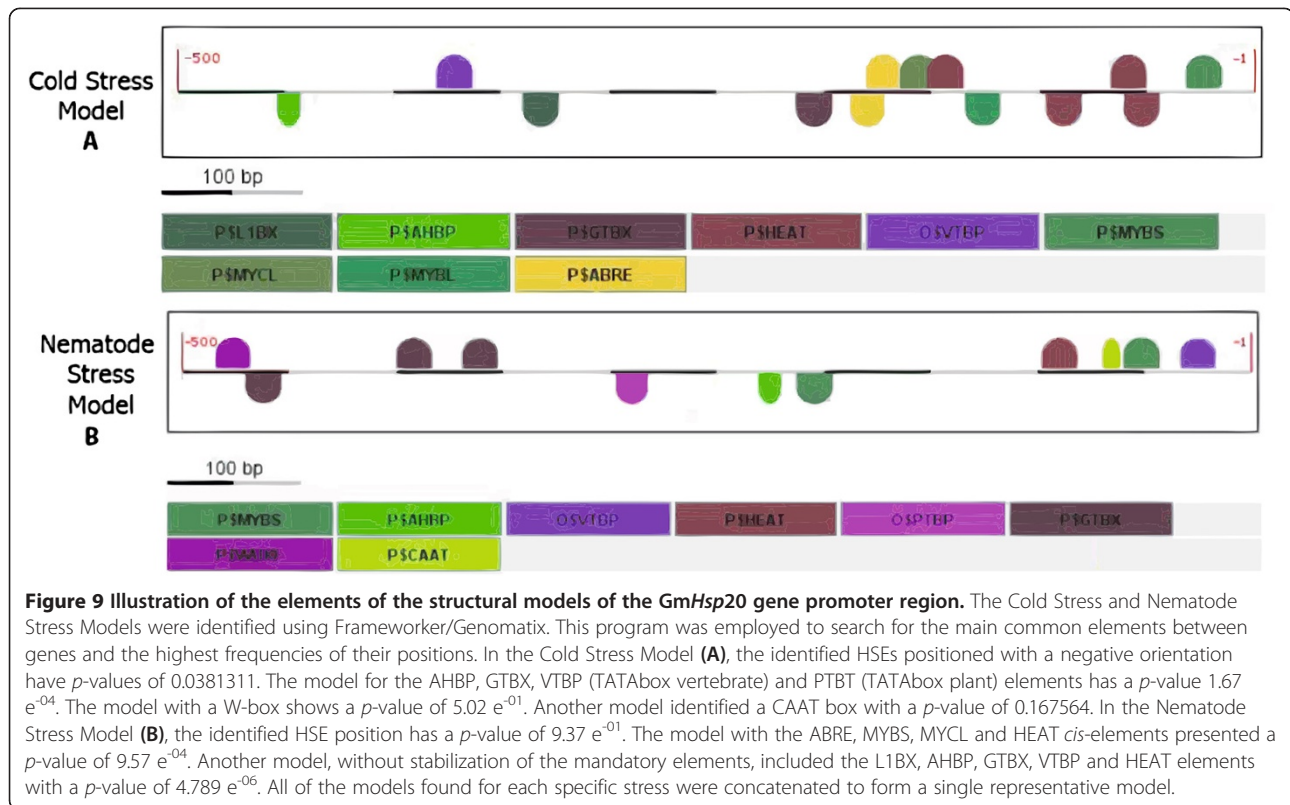 -500
-1
Cold Stress
Model
A
100 bp
P$L1BX P$AHBP P$GTBX P$HEAT O$VTBP P$MYBS
P$MYCL P$MYBL P$ABRE
-500
-1
Nematode
Stress
Model
B
100 bp
P$MYBS P$AHBP O$VTBP P$HEAT O$PTBP P$GTBX
P$CAAT
Figure 9 Illustration of the elements of the structural models of the GmHsp20 gene promoter region. The Cold Stress and Nematode
Stress Models were identified using Frameworker/Genomatix. This program was employed to search for the main common elements between
genes and the highest frequencies of their positions. In the Cold Stress Model (A), the identified HSEs positioned with a negative orientation
have p-values of 0.0381311. The model for the AHBP, GTBX, VTBP (TATAbox vertebrate) and PTBT (TATAbox plant) elements has a p-value 1.67
e-04. The model with a W-box shows a p-value of 5.02 e-01. Another model identified a CAAT box with a p-value of 0.167564. In the Nematode
Stress Model (B), the identified HSE position has a p-value of 9.37 e-01. The model with the ABRE, MYBS, MYCL and HEAT cis-elements presented a
p-value of 9.57 e-04. Another model, without stabilization of the mandatory elements, included the L1BX, AHBP, GTBX, VTBP and HEAT elements
with a p-value of 4.789 e-06. All of the models found for each specific stress were concatenated to form a single representative model.